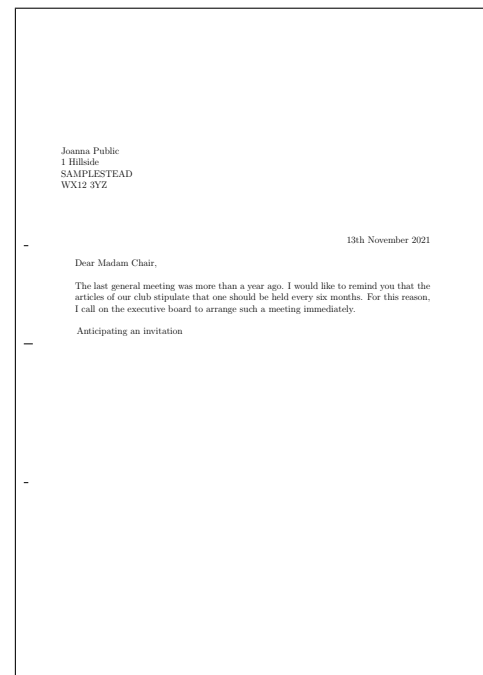 Joanna Public
1 Hillside
SAMPLESTEAD
WX12 3YZ
13th November 2021
Dear Madam Chair,
The last general meeting was more than a year ago. I would like to remind you that the
articles of our club stipulate that one should be held every six months. For this reason,
I call on the executive board to arrange such a meeting immediately.
Anticipating an invitation